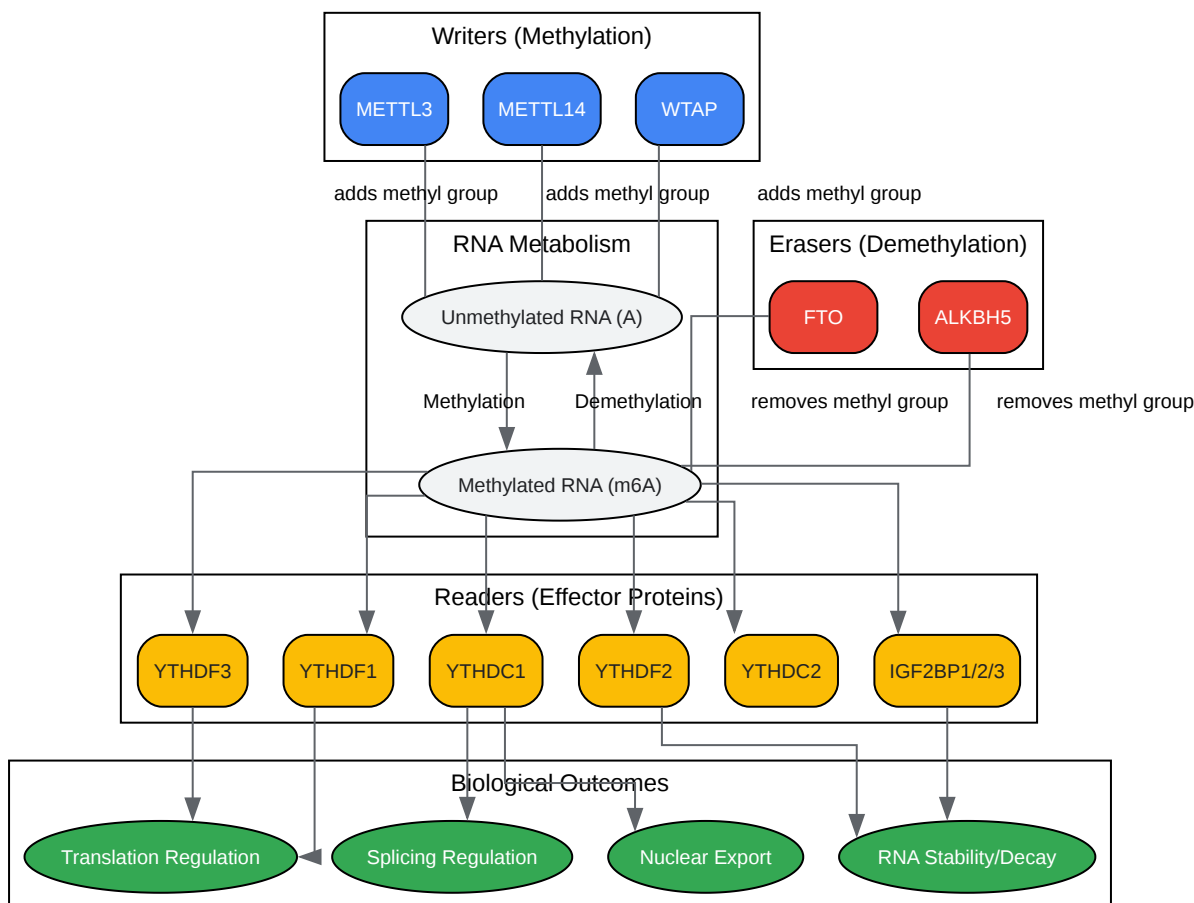 Writers (Methylation)
METTL3
METTL14
WTAP
adds methyl group
adds methyl group
adds methyl group
RNA Metabolism
Erasers (Demethylation)
Unmethylated RNA (A)
FTO
ALKBH5
Methylation
Demethylation
removes methyl group
removes methyl group
Methylated RNA (m6A)
Readers (Effector Proteins)
YTHDF3
YTHDF1
YTHDC1
YTHDF2
YTHDC2
IGF2BP1/2/3
Biological Outcomes
Translation Regulation
Splicing Regulation
Nuclear Export
RNA Stability/Decay